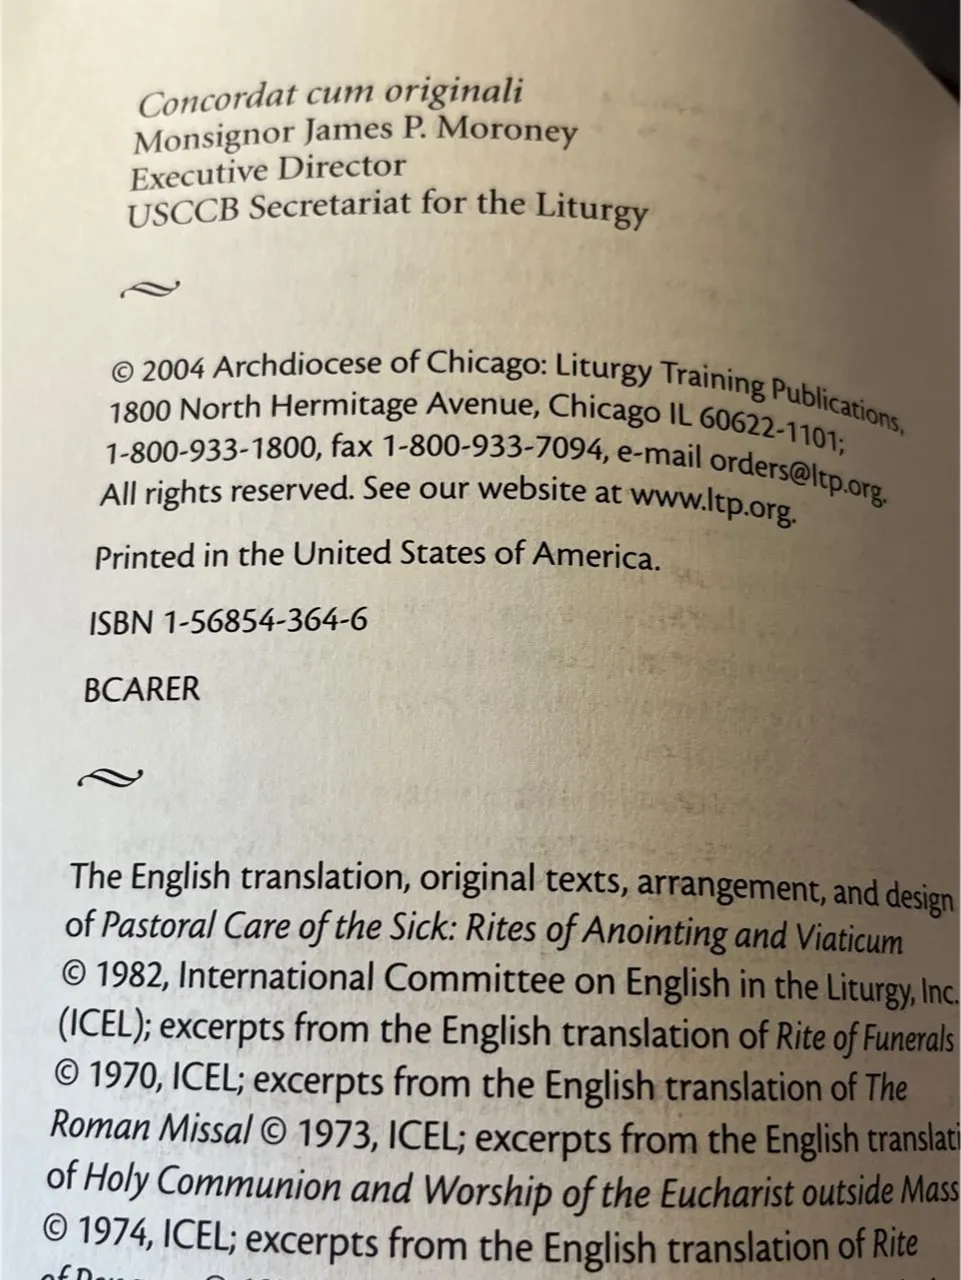 Concordat cum originali
Monsignor James P. Moroney
Executive Director
USCCB Secretariat for the Liturgy
© 2004 Archdiocese of Chicago: Liturgy Training Publications,
1800 North Hermitage Avenue, Chicago IL 60622-1101;
1-800-933-1800, fax 1-800-933-7094, e-mail orders@ltp.org.
All rights reserved. See our website at www.ltp.org.
Printed in the United States of America.
ISBN 1-56854-364-6
BCARER
The English translation, original texts, arrangement, and design
of Pastoral Care of the Sick: Rites of Anointing and Viaticum
© 1982, International Committee on English in the Liturgy, Inc.
(ICEL); excerpts from the English translation of Rite of Funerals
© 1970, ICEL; excerpts from the English translation of The
Roman Missal © 1973, ICEL; excerpts from the English translati
of Holy Communion and Worship of the Eucharist outside Mass
© 1974, ICEL; excerpts from the English translation of Rite
of